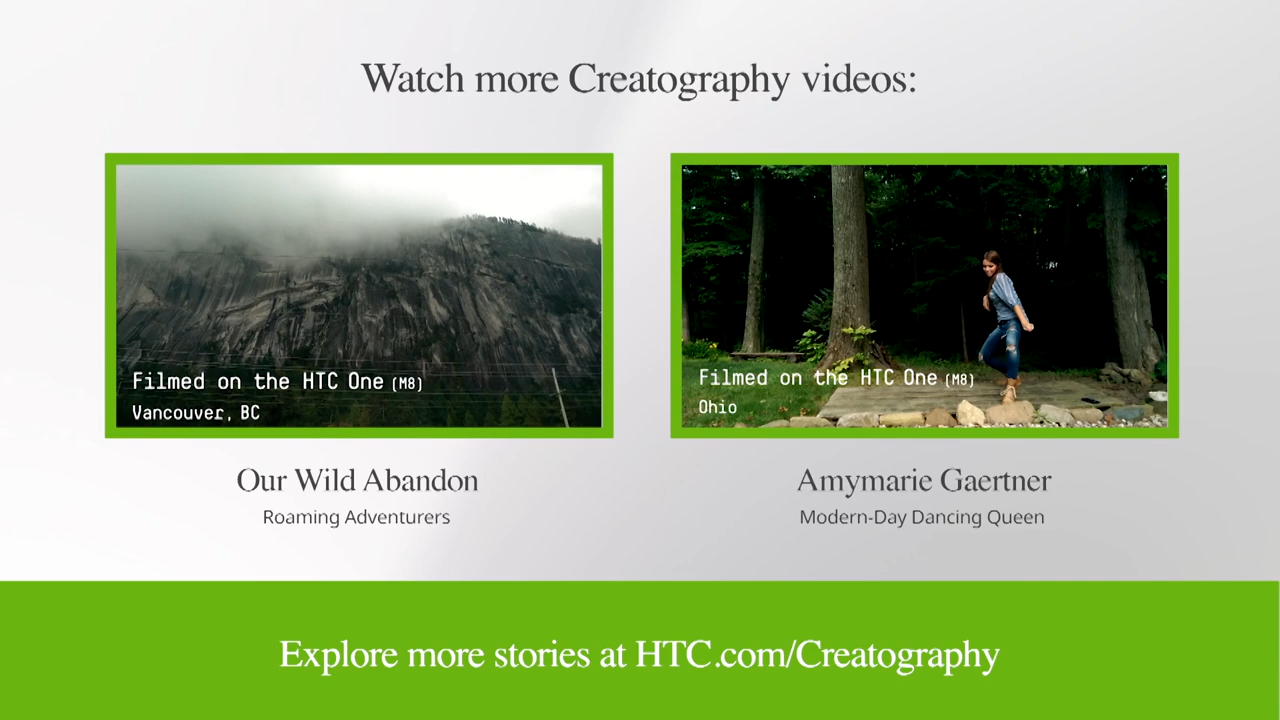 Watch more Creatography videos:
Filmed on the HTC One (M8)
Vancouver, BC
Our Wild Abandon
Roaming Adventurers
Filmed on the HTC One (M8)
Ohio
Amymarie Gaertner
Modern-Day Dancing Queen
Explore more stories at HTC.com/Creatography